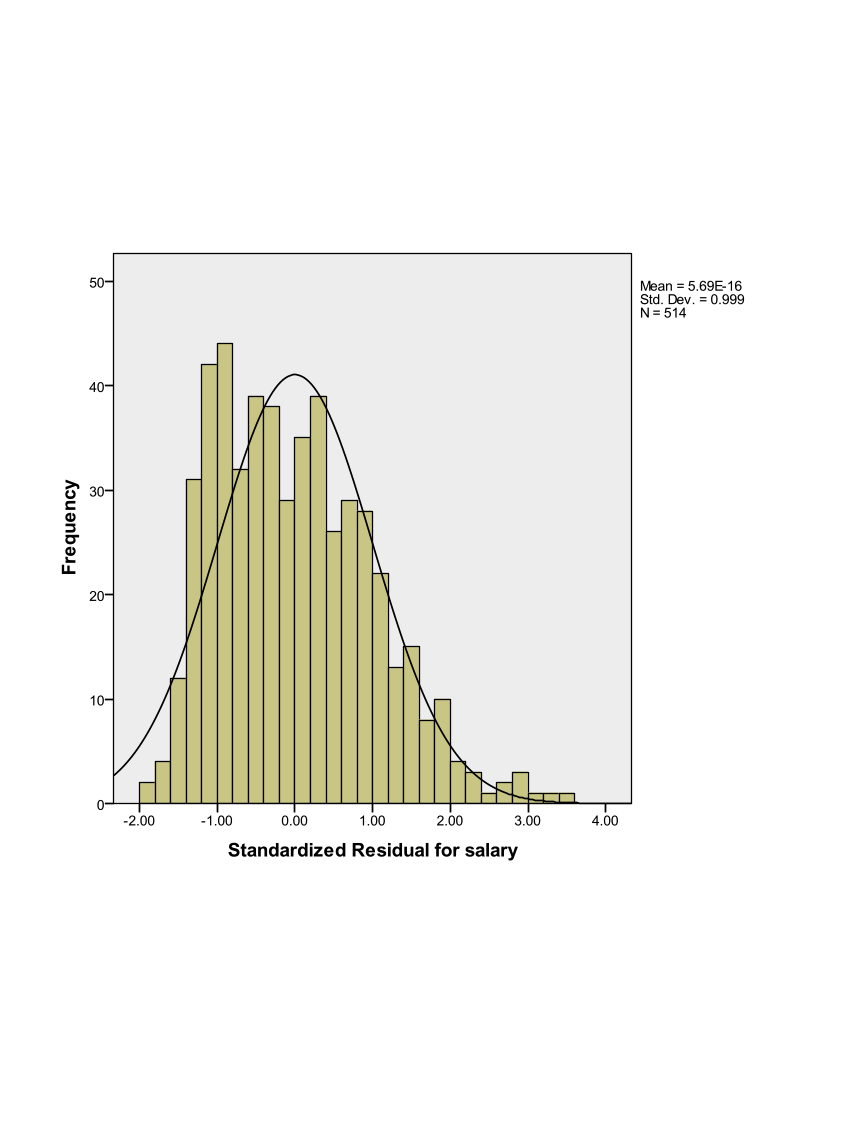 Mean = 5.69E-16
Std. Dev. = 0.999
N = 514
50
40
30
20
10
0
Frequency
-2.00 -1.00 0.00 1.00 2.00 3.00 4.00
Standardized Residual for salary